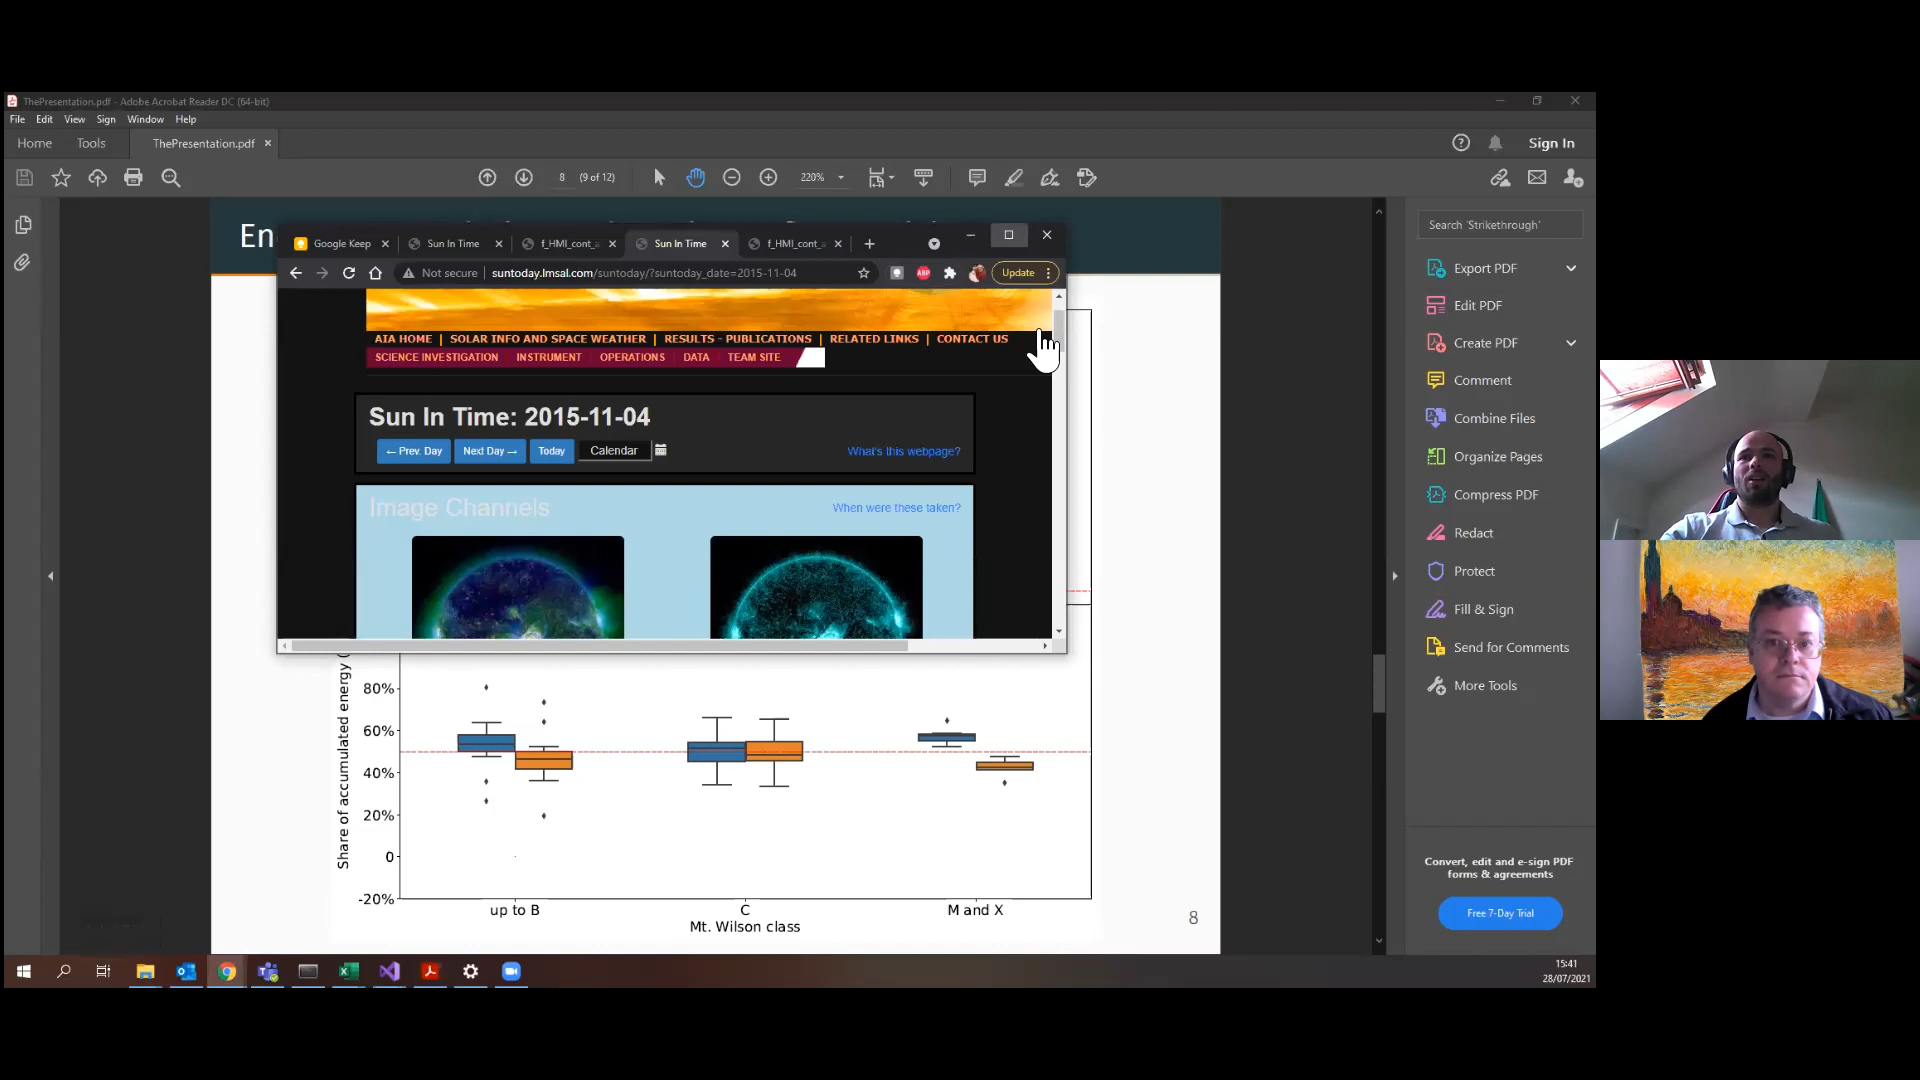 ThePresentation.pdf - Adobe Acrobat Reader DC (64-bit)
File Edit View Sign Window Help
Home Tools ThePresentation.pdf Sign In
8 (9 of 12) 220%
En
Google Keep Sun In Time f_HMI_cont_a Sun In Time f_HMI_cont_a
Not secure suntoday.lmsal.com/suntoday/?suntoday_date=2015-11-04 ABP Update
AIA HOME | SOLAR INFO AND SPACE WEATHER | RESULTS - PUBLICATIONS | RELATED LINKS | CONTACT US
SCIENCE INVESTIGATION INSTRUMENT OPERATIONS DATA TEAM SITE
Sun In Time: 2015-11-04
← Prev. Day Next Day → Today Calendar What's this webpage?
Image Channels When were these taken?
Share of accumulated energy (
80%
60%
40%
20%
0
-20%
up to B C M and X
Mt. Wilson class
8
Search 'Strikethrough'
Export PDF
Edit PDF
Create PDF
Comment
Combine Files
Organize Pages
Compress PDF
Redact
Protect
Fill & Sign
Send for Comments
More Tools
Convert, edit and e-sign PDF
forms & agreements
Free 7-Day Trial
15:41
28/07/2021